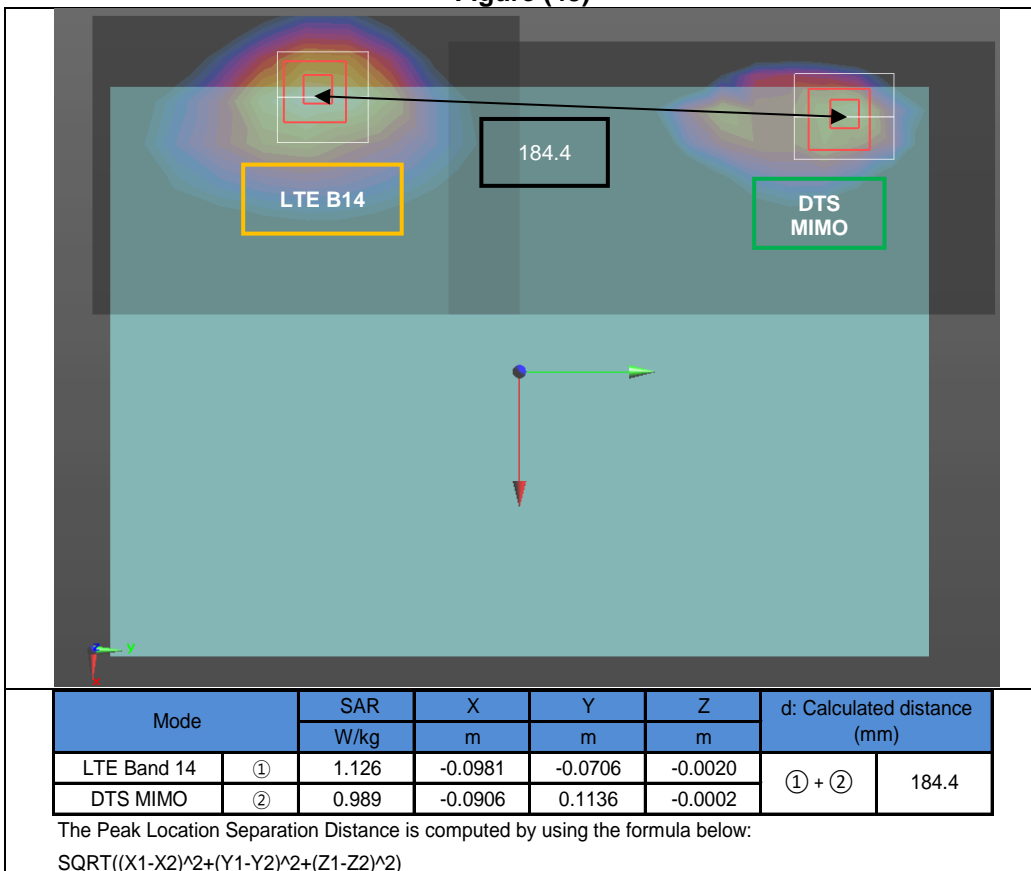 184.4
LTE B14
DTS
MIMO
y
x
Mode SAR X Y Z d: Calculated distance
(mm)
W/kg m m m
LTE Band 14 ① 1.126 -0.0981 -0.0706 -0.0020 ① + ② 184.4
DTS MIMO ② 0.989 -0.0906 0.1136 -0.0002
The Peak Location Separation Distance is computed by using the formula below:
SQRT((X1-X2)^2+(Y1-Y2)^2+(Z1-Z2)^2)